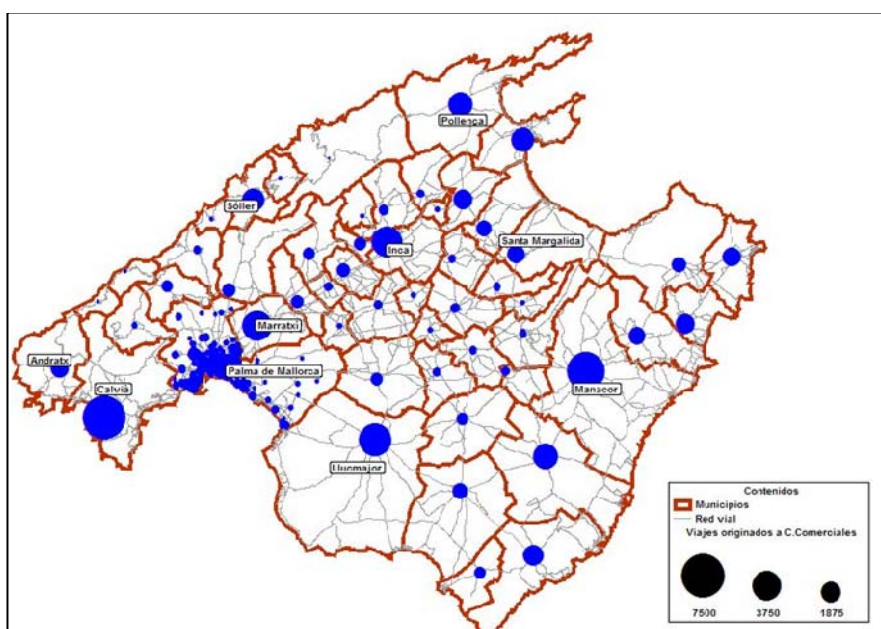 Pollença
Sóller
Santa Margalida
Inca
Marratxi
Andratx
Palma de Mallorca
Calvià
Manacor
Llucmajor
Contenidos
Municipios
Red vial
Viajes originados a C.Comerciales
7500 3750 1875